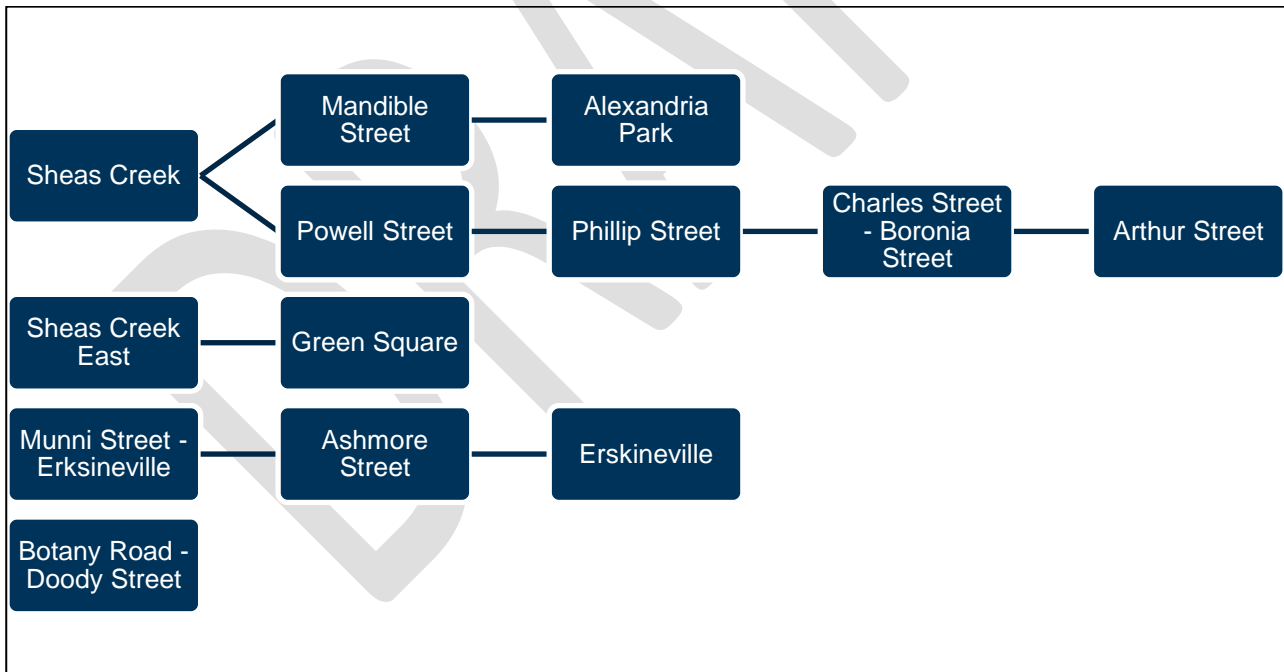 Mandible
Street
Alexandria
Park
Sheas Creek
Powell Street
Phillip Street
Charles Street
- Boronia
Street
Arthur Street
Sheas Creek
East
Green Square
Munni Street -
Erksineville
Ashmore
Street
Erskineville
Botany Road -
Doody Street